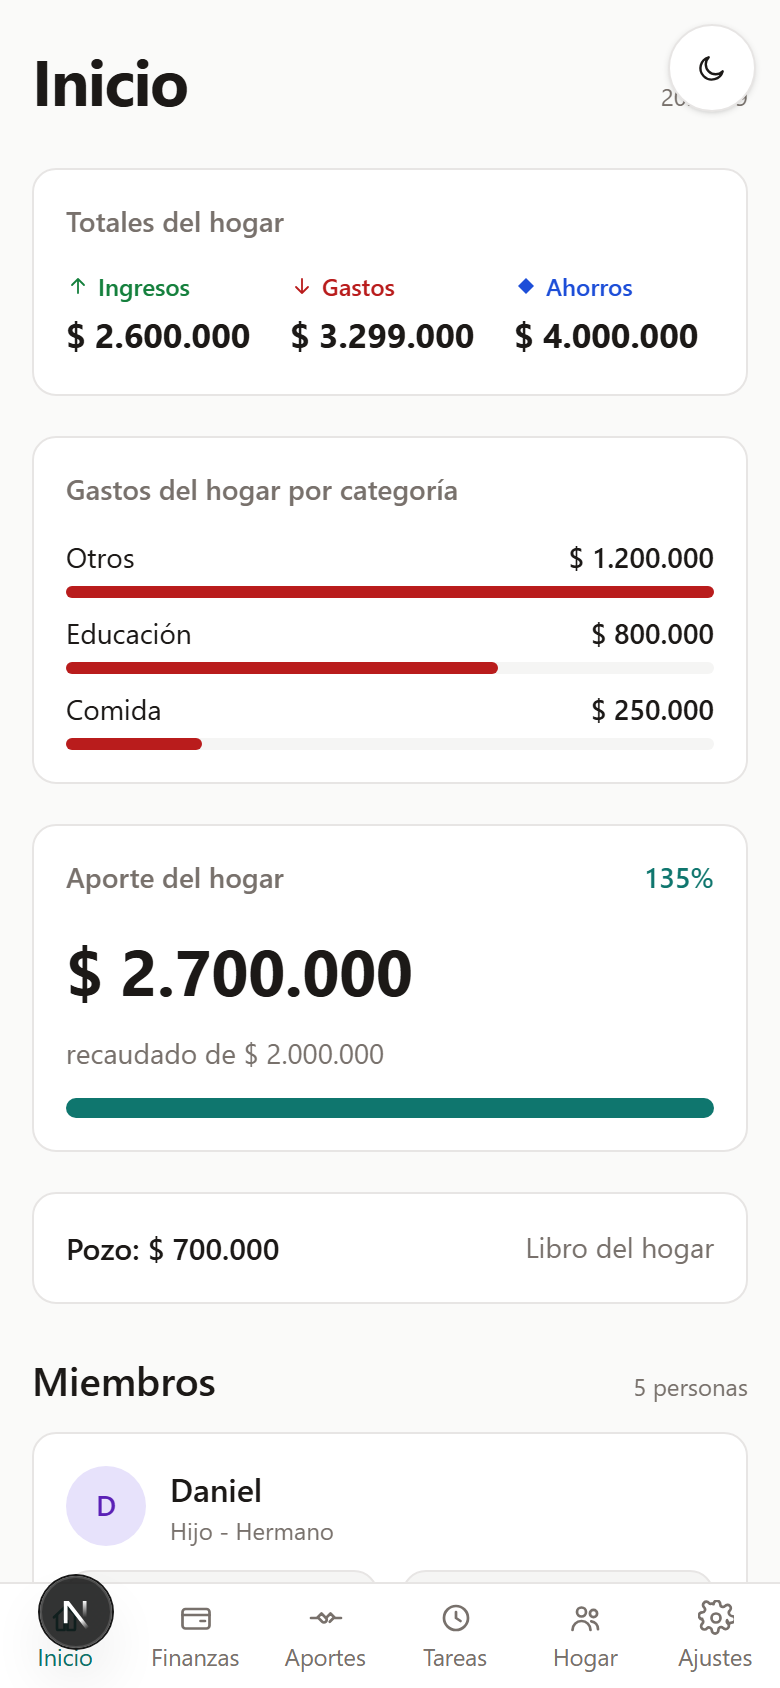 Inicio
Totales del hogar
Ingresos Gastos Ahorros
$ 2.600.000 $ 3.299.000 $ 4.000.000
Gastos del hogar por categoría
Otros $ 1.200.000
Educación $ 800.000
Comida $ 250.000
Aporte del hogar 135%
$ 2.700.000
recaudado de $ 2.000.000
Pozo: $ 700.000 Libro del hogar
Miembros 5 personas
D Daniel
Hijo - Hermano
N
Inicio Finanzas Aportes Tareas Hogar Ajustes